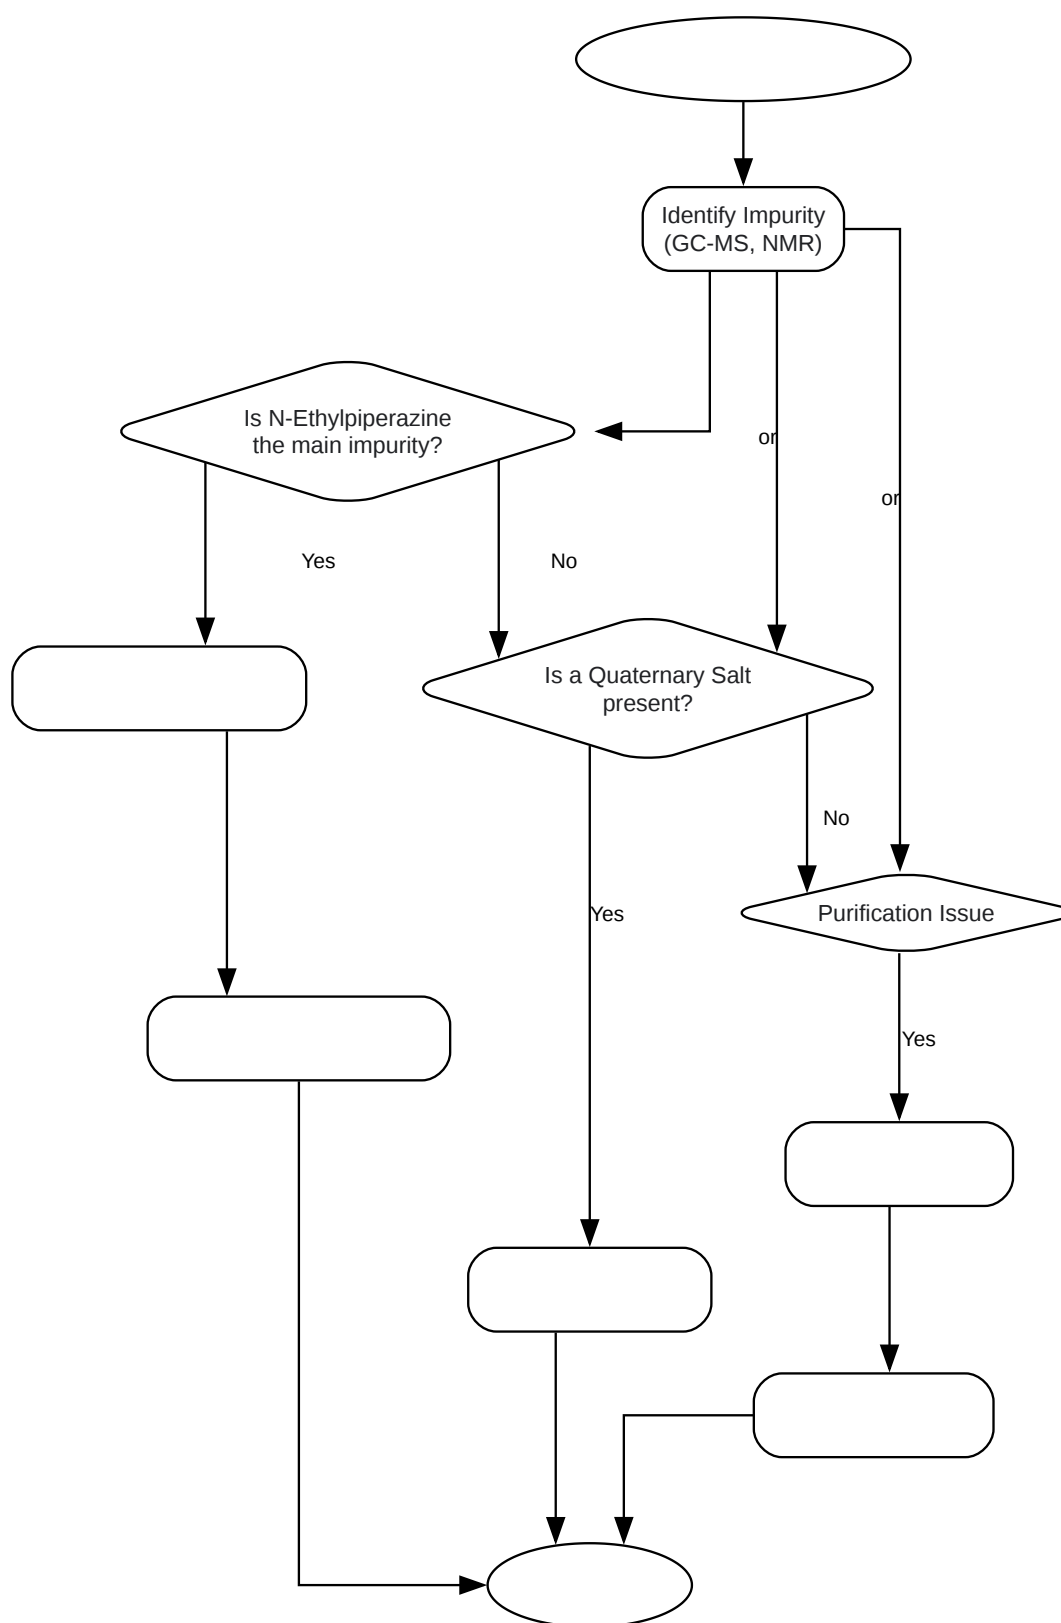 Identify Impurity
(GC-MS, NMR)
Is N-Ethylpiperazine
the main impurity?
or
or
Yes
No
Is a Quaternary Salt
present?
No
Yes
Purification Issue
Yes